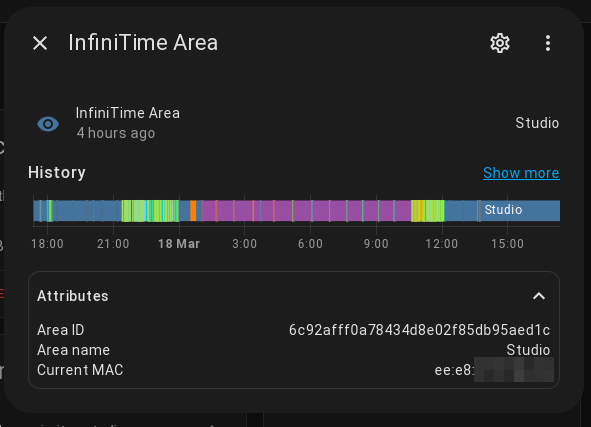 InfiniTime Area
InfiniTime Area
4 hours ago
Studio
History
Show more
Studio
18:00 21:00 18 Mar 3:00 6:00 9:00 12:00 15:00
Attributes
Area ID 6c92afff0a78434d8e02f85db95aed1c
Area name Studio
Current MAC ee:e8: